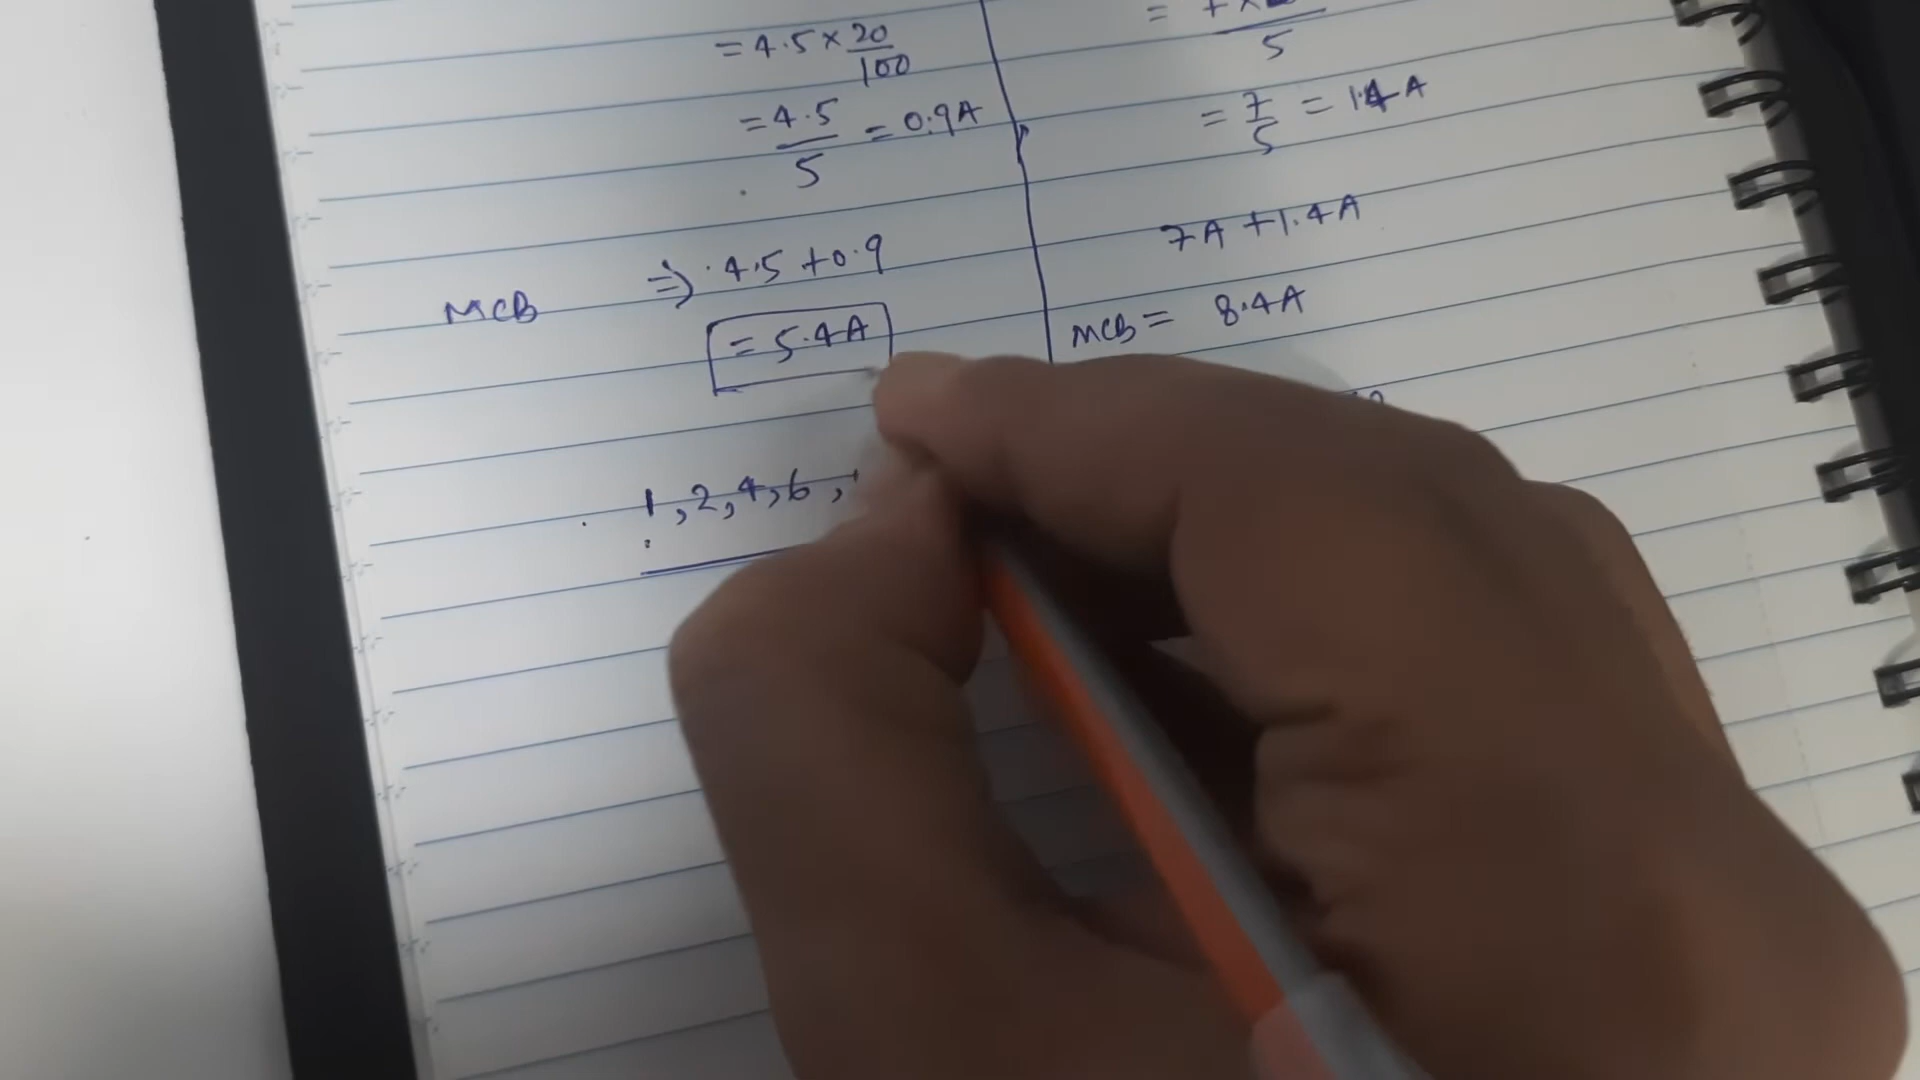 = 4.5 × 20/100
= 4.5/5 = 0.9A
MCB ⇒ 4.5 + 0.9
= 5.4A
1, 2, 4, 6,
5
= 7/5 = 1.4A
7A + 1.4A
MCB = 8.4A